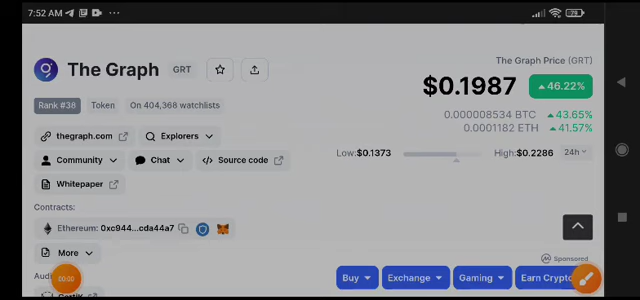 7:52 AM
79
The Graph GRT
Rank #38 Token On 404,368 watchlists
thegraph.com Explorers
Community Chat Source code
Whitepaper
Contracts:
Ethereum: 0xc944...cda44a7
More
00:00
The Graph Price (GRT)
$0.1987 46.22%
0.000008534 BTC 43.65%
0.0001182 ETH 41.57%
Low:$0.1373 High:$0.2286 24h
Sponsored
Buy Exchange Gaming Earn Crypto